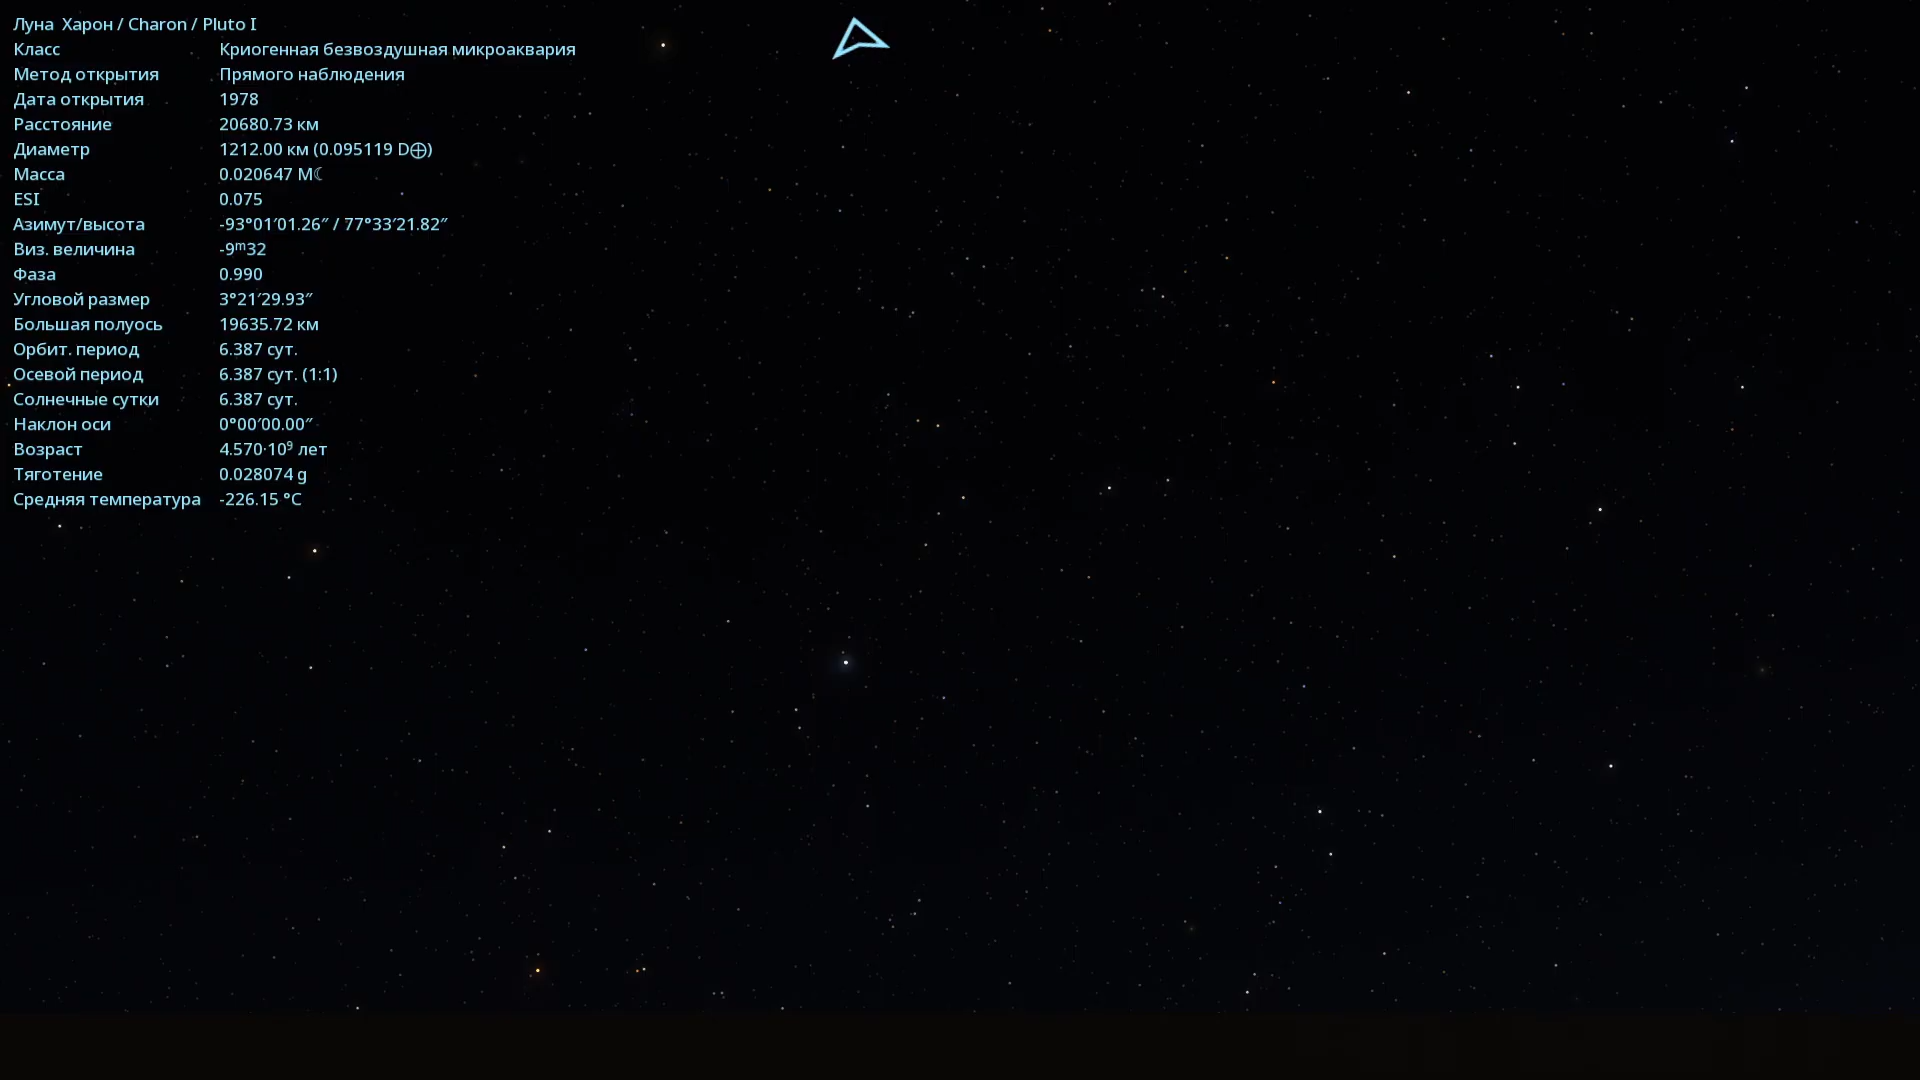 Луна Харон / Charon / Pluto I
Класс Криогенная безвоздушная микроаквария
Метод открытия Прямого наблюдения
Дата открытия 1978
Расстояние 20680.73 км
Диаметр 1212.00 км (0.095119 D⊕)
Масса 0.020647 M☾
ESI 0.075
Азимут/высота -93°01′01.26″ / 77°33′21.82″
Виз. величина -9ᵐ32
Фаза 0.990
Угловой размер 3°21′29.93″
Большая полуось 19635.72 км
Орбит. период 6.387 сут.
Осевой период 6.387 сут. (1:1)
Солнечные сутки 6.387 сут.
Наклон оси 0°00′00.00″
Возраст 4.570·10⁹ лет
Тяготение 0.028074 g
Средняя температура -226.15 °C